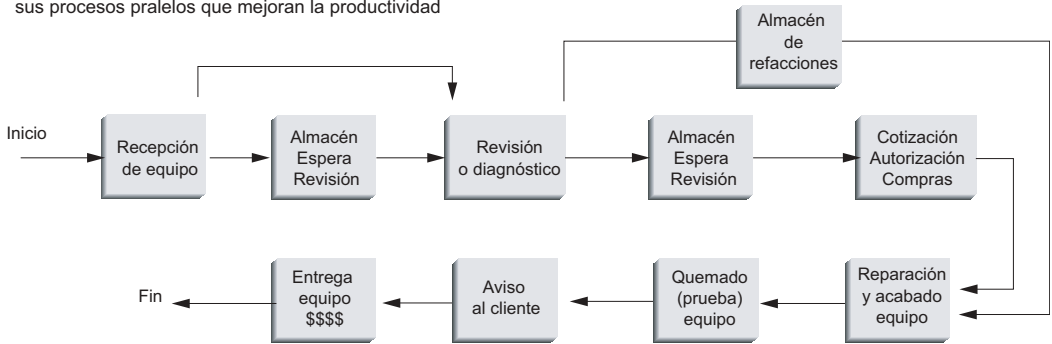 sus procesos pralelos que mejoran la productividad
Almacén
de
refacciones
Inicio
Recepción
de equipo
Almacén
Espera
Revisión
Revisión
o diagnóstico
Almacén
Espera
Revisión
Cotización
Autorización
Compras
Fin
Entrega
equipo
$$$$
Aviso
al cliente
Quemado
(prueba)
equipo
Reparación
y acabado
equipo